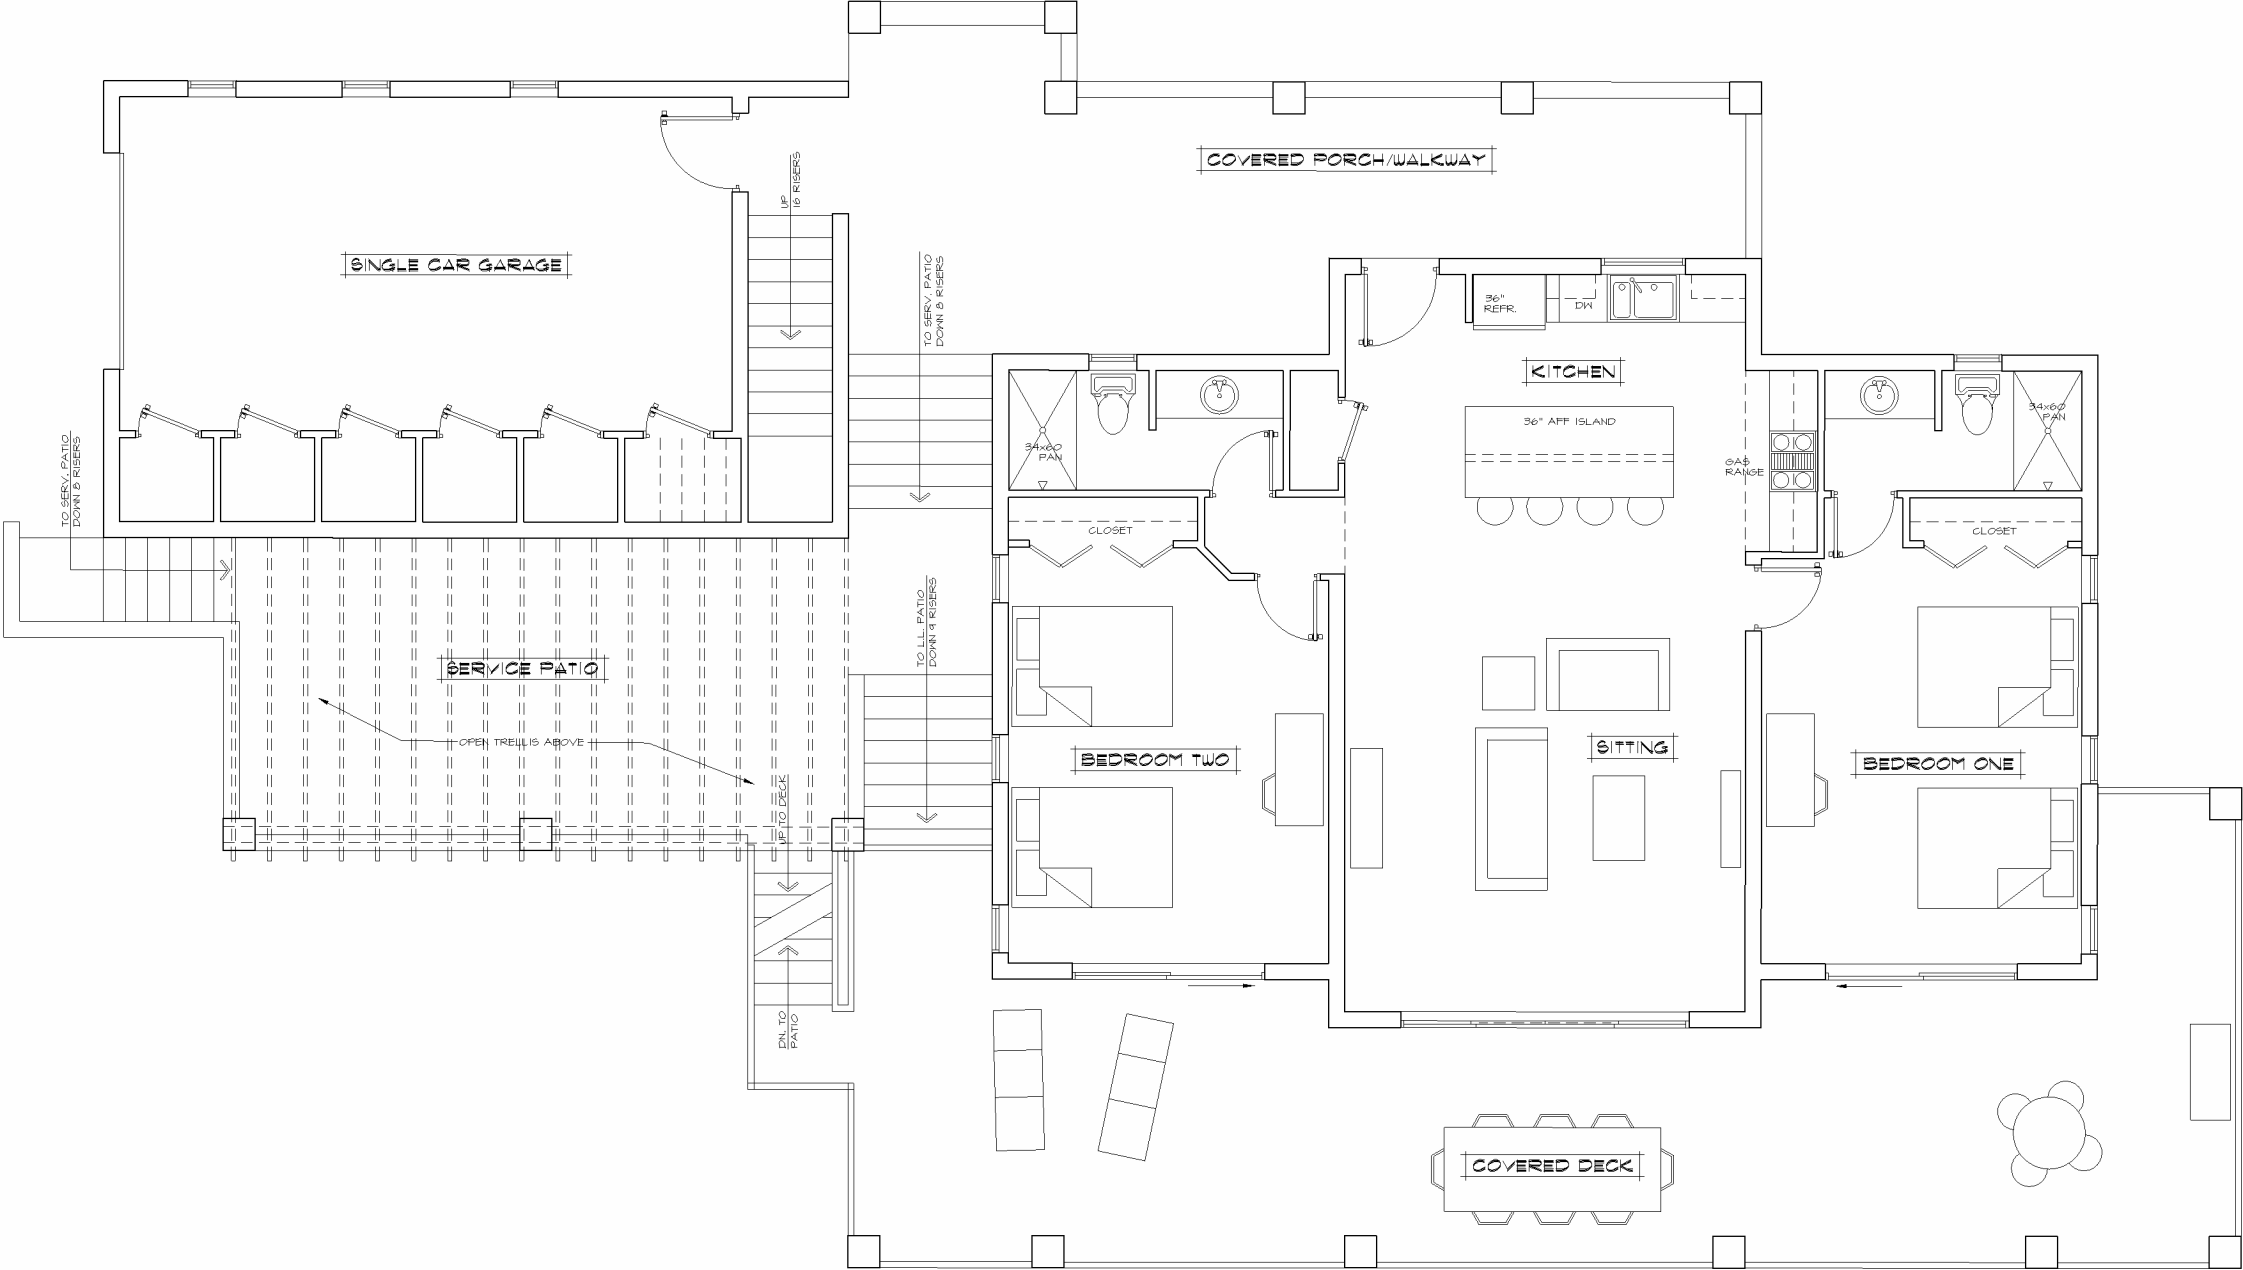 COVERED PORCH/WALKWAY
UP
16 RISERS
SINGLE CAR GARAGE
TO SERV. PATIO
DOWN 8 RISERS
36"
REFR.
DW
KITCHEN
36" AFF ISLAND
34x60
PAN
34x60
PAN
GAS
RANGE
TO SERV. PATIO
DOWN 8 RISERS
CLOSET
CLOSET
TO L.L. PATIO
DOWN 9 RISERS
SERVICE PATIO
OPEN TRELLIS ABOVE
SITTING
BEDROOM TWO
BEDROOM ONE
UP TO DECK
DN. TO
PATIO
COVERED DECK